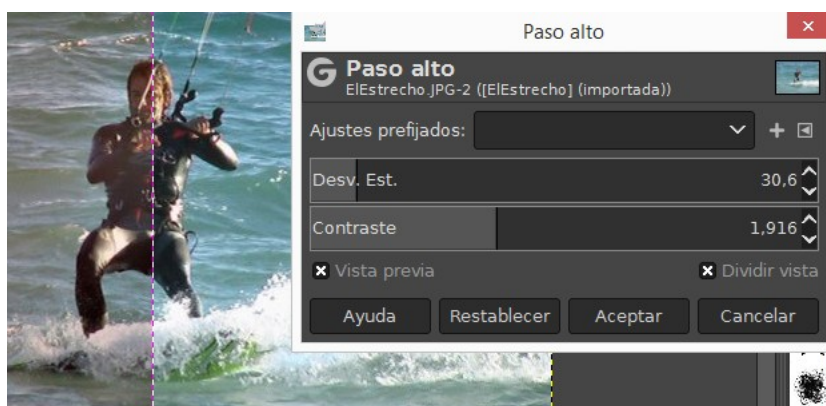 Paso alto
Paso alto
ElEstrecho.JPG-2 ([ElEstrecho] (importada))
Ajustes prefijados:
Desv. Est. 30,6
Contraste 1,916
Vista previa Dividir vista
Ayuda Restablecer Aceptar Cancelar